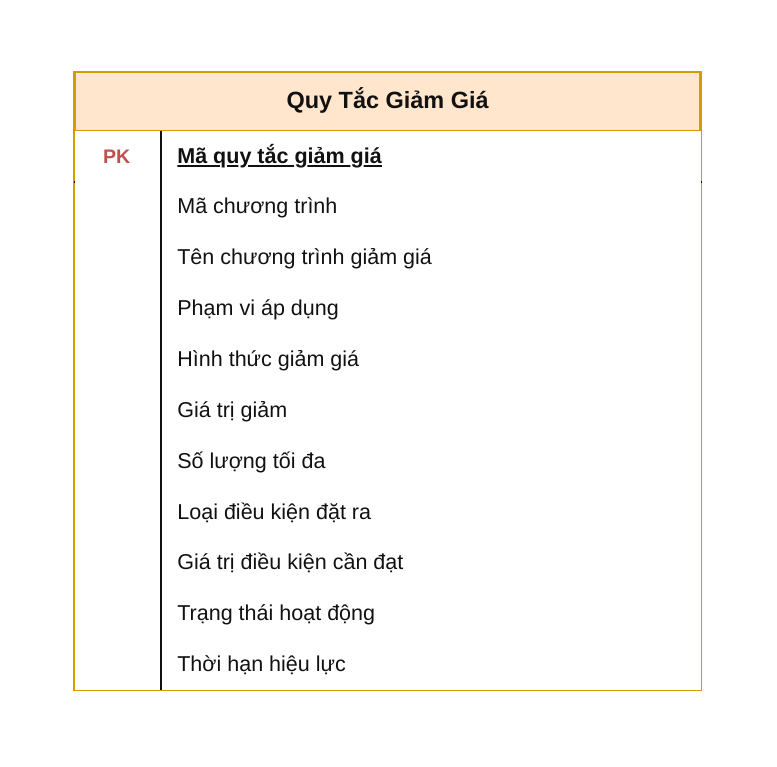 Quy Tắc Giảm Giá
PK Mã quy tắc giảm giá
Mã chương trình
Tên chương trình giảm giá
Phạm vi áp dụng
Hình thức giảm giá
Giá trị giảm
Số lượng tối đa
Loại điều kiện đặt ra
Giá trị điều kiện cần đạt
Trạng thái hoạt động
Thời hạn hiệu lực